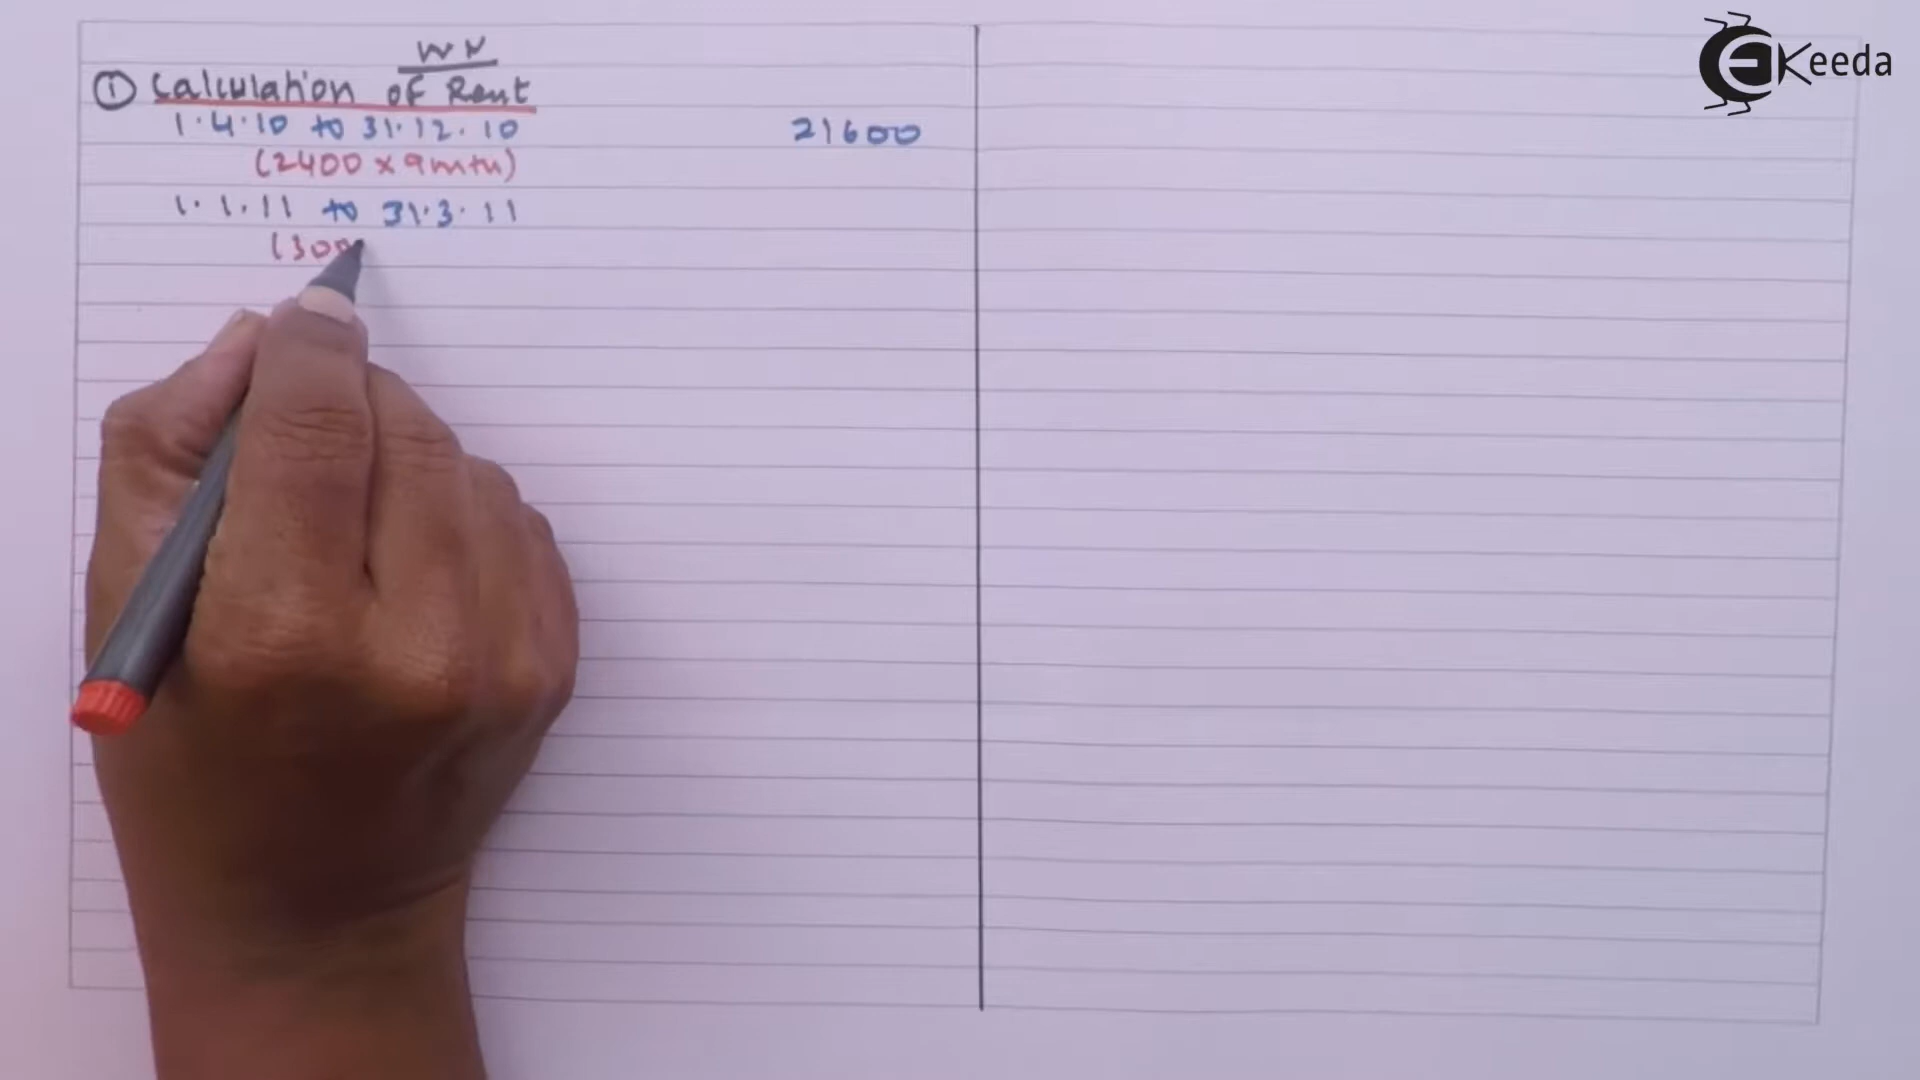 WN
① Calculation of Rent
1.4.10 to 31.12.10 21600
(2400 x 9mth)
1.1.11 to 31.3.11
(300
EKeeda